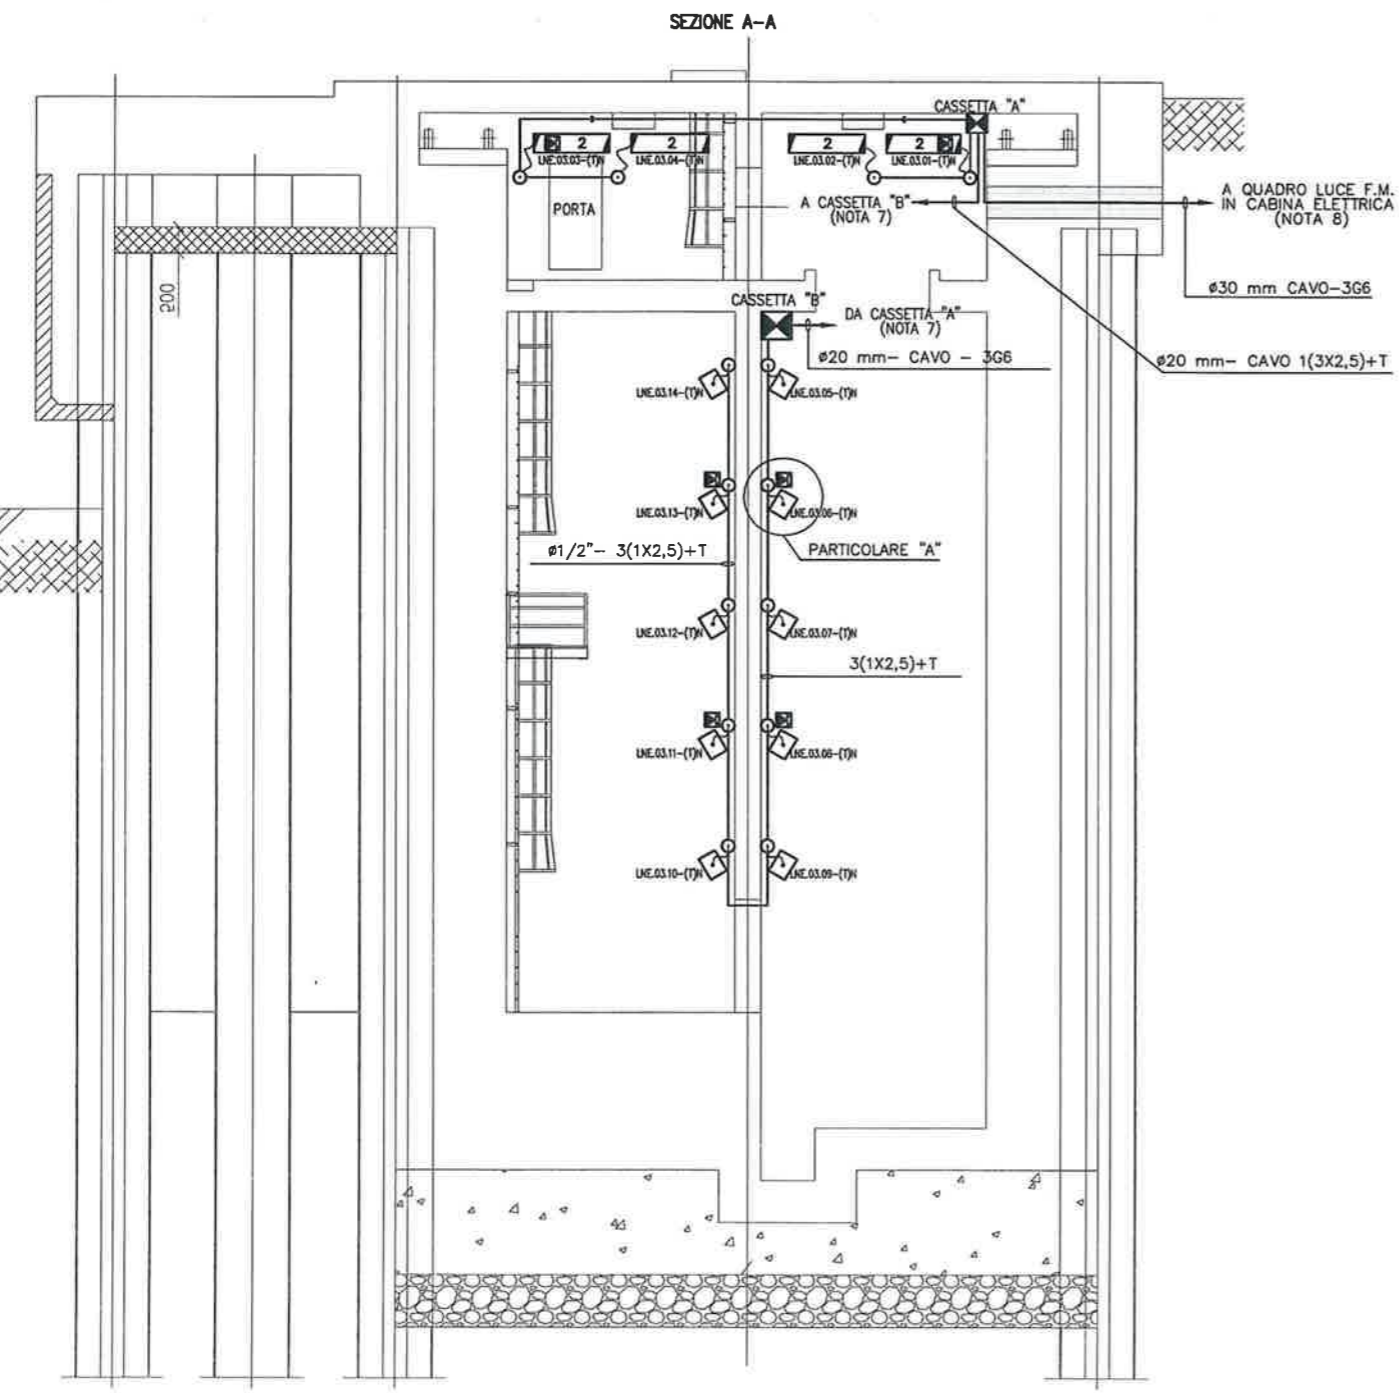 SEZIONE A-A
CASSETTA "A"
2
2
2
2
LNE.03.03-(T)N
LNE.03.04-(T)N
LNE.03.02-(T)N
LNE.03.01-(T)N
PORTA
A CASSETTA "B"
(NOTA 7)
A QUADRO LUCE F.M.
IN CABINA ELETTRICA
(NOTA 8)
ø30 mm CAVO-3G6
CASSETTA "B"
DA CASSETTA "A"
(NOTA 7)
ø20 mm- CAVO - 3G6
ø20 mm- CAVO 1(3X2,5)+T
LNE.03.14-(T)N
LNE.03.05-(T)N
LNE.03.13-(T)N
LNE.03.06-(T)N
ø1/2"- 3(1X2,5)+T
PARTICOLARE "A"
LNE.03.12-(T)N
LNE.03.07-(T)N
3(1X2,5)+T
LNE.03.11-(T)N
LNE.03.08-(T)N
LNE.03.10-(T)N
LNE.03.09-(T)N